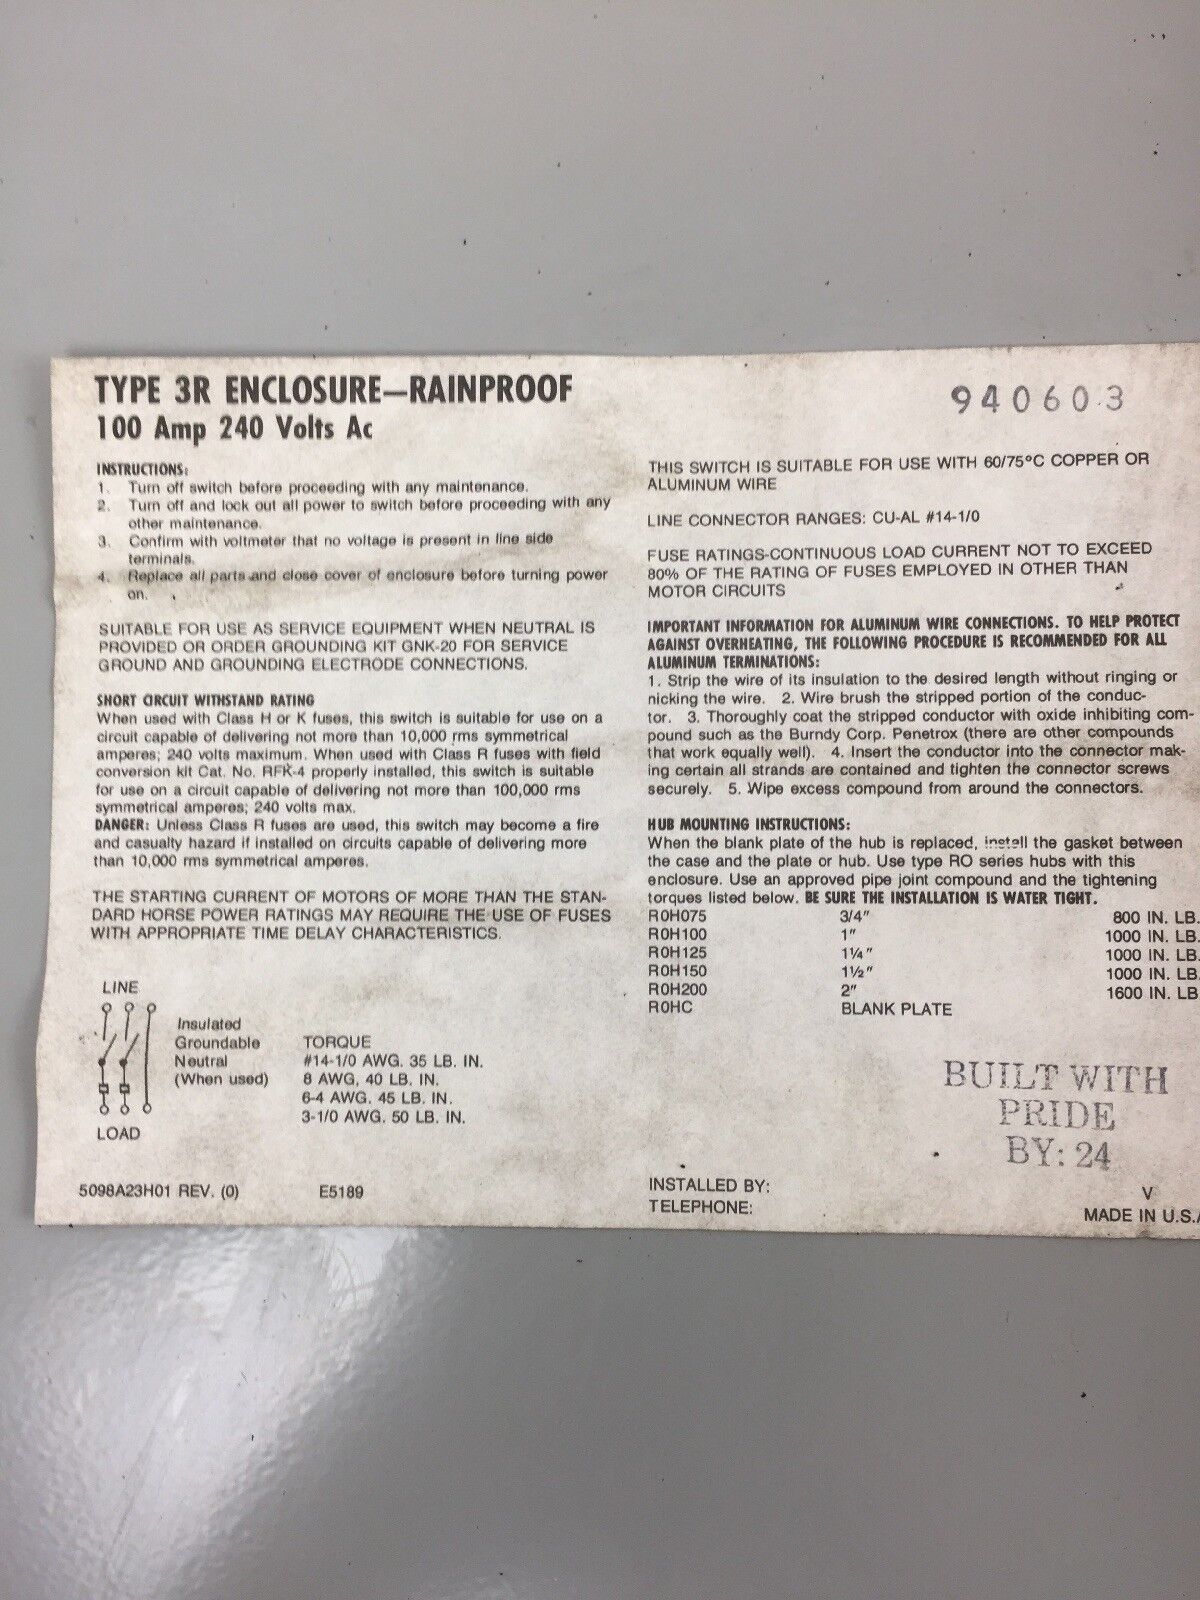 TYPE 3R ENCLOSURE—RAINPROOF
100 Amp 240 Volts Ac
940603
INSTRUCTIONS:
1. Turn off switch before proceeding with any maintenance.
2. Turn off and lock out all power to switch before proceeding with any
other maintenance.
3. Confirm with voltmeter that no voltage is present in line side
terminals.
4. Replace all parts and close cover of enclosure before turning power
on.
SUITABLE FOR USE AS SERVICE EQUIPMENT WHEN NEUTRAL IS
PROVIDED OR ORDER GROUNDING KIT GNK-20 FOR SERVICE
GROUND AND GROUNDING ELECTRODE CONNECTIONS.
SHORT CIRCUIT WITHSTAND RATING
When used with Class H or K fuses, this switch is suitable for use on a
circuit capable of delivering not more than 10,000 rms symmetrical
amperes; 240 volts maximum. When used with Class R fuses with field
conversion kit Cat. No. RFK-4 properly installed, this switch is suitable
for use on a circuit capable of delivering not more than 100,000 rms
symmetrical amperes; 240 volts max.
DANGER: Unless Class R fuses are used, this switch may become a fire
and casualty hazard if installed on circuits capable of delivering more
than 10,000 rms symmetrical amperes.
THE STARTING CURRENT OF MOTORS OF MORE THAN THE STAN-
DARD HORSE POWER RATINGS MAY REQUIRE THE USE OF FUSES
WITH APPROPRIATE TIME DELAY CHARACTERISTICS.
LINE
Insulated
Groundable
Neutral
(When used)
LOAD
TORQUE
#14-1/0 AWG. 35 LB. IN.
8 AWG, 40 LB. IN.
6-4 AWG. 45 LB. IN.
3-1/0 AWG. 50 LB. IN.
5098A23H01 REV. (0) E5189
THIS SWITCH IS SUITABLE FOR USE WITH 60/75°C COPPER OR
ALUMINUM WIRE
LINE CONNECTOR RANGES: CU-AL #14-1/0
FUSE RATINGS-CONTINUOUS LOAD CURRENT NOT TO EXCEED
80% OF THE RATING OF FUSES EMPLOYED IN OTHER THAN
MOTOR CIRCUITS
IMPORTANT INFORMATION FOR ALUMINUM WIRE CONNECTIONS. TO HELP PROTECT
AGAINST OVERHEATING, THE FOLLOWING PROCEDURE IS RECOMMENDED FOR ALL
ALUMINUM TERMINATIONS:
1. Strip the wire of its insulation to the desired length without ringing or
nicking the wire. 2. Wire brush the stripped portion of the conduc-
tor. 3. Thoroughly coat the stripped conductor with oxide inhibiting com-
pound such as the Burndy Corp. Penetrox (there are other compounds
that work equally well). 4. Insert the conductor into the connector mak-
ing certain all strands are contained and tighten the connector screws
securely. 5. Wipe excess compound from around the connectors.
HUB MOUNTING INSTRUCTIONS:
When the blank plate of the hub is replaced, install the gasket between
the case and the plate or hub. Use type RO series hubs with this
enclosure. Use an approved pipe joint compound and the tightening
torques listed below. BE SURE THE INSTALLATION IS WATER TIGHT.
ROH075 3/4" 800 IN. LB.
ROH100 1" 1000 IN. LB.
ROH125 1¼" 1000 IN. LB.
ROH150 1½" 1000 IN. LB.
ROH200 2" 1600 IN. LB
ROHC BLANK PLATE
BUILT WITH
PRIDE
BY: 24
INSTALLED BY:
TELEPHONE:
V
MADE IN U.S.A